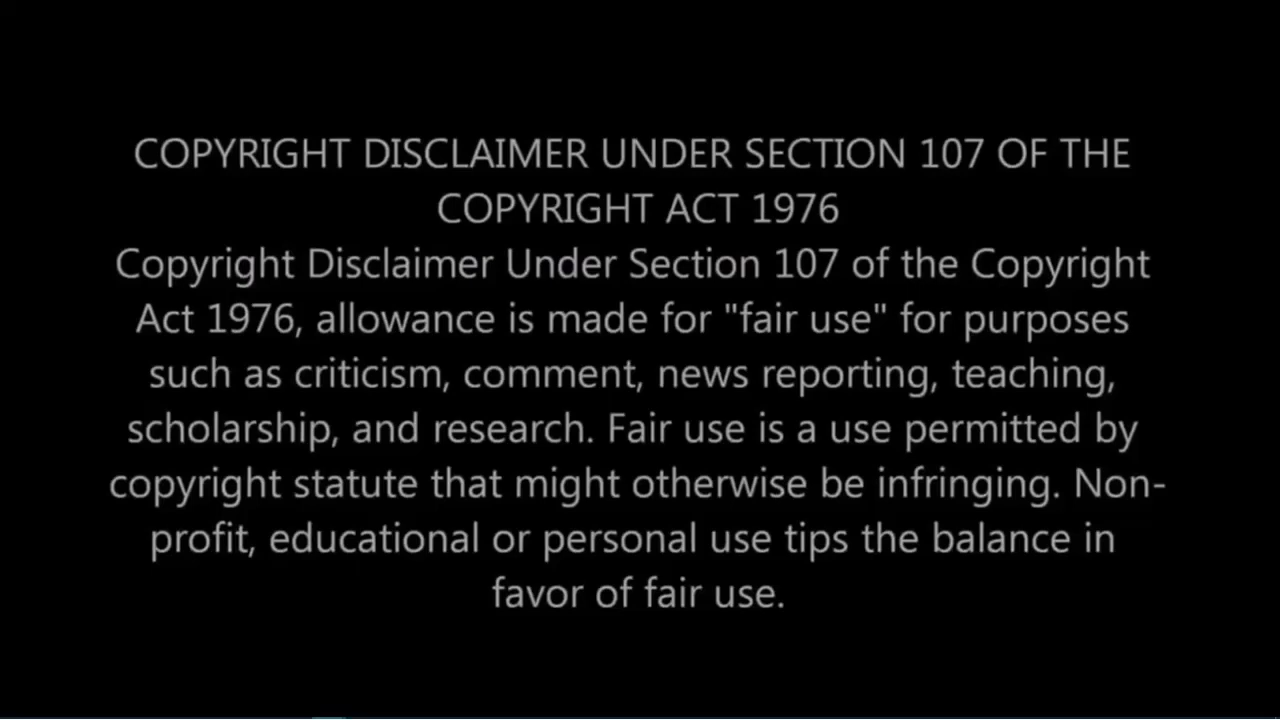 COPYRIGHT DISCLAIMER UNDER SECTION 107 OF THE
COPYRIGHT ACT 1976
Copyright Disclaimer Under Section 107 of the Copyright
Act 1976, allowance is made for "fair use" for purposes
such as criticism, comment, news reporting, teaching,
scholarship, and research. Fair use is a use permitted by
copyright statute that might otherwise be infringing. Non-
profit, educational or personal use tips the balance in
favor of fair use.